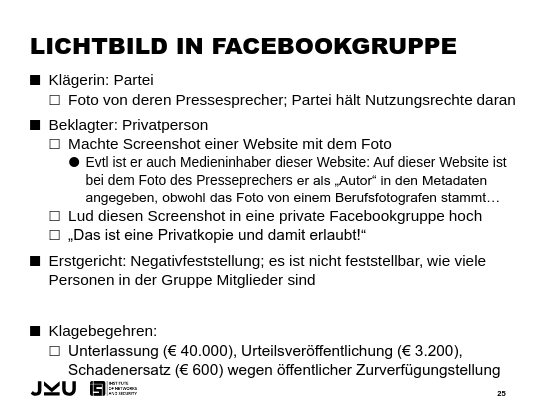 LICHTBILD IN FACEBOOKGRUPPE
Klägerin: Partei
Foto von deren Pressesprecher; Partei hält Nutzungsrechte daran
Beklagter: Privatperson
Machte Screenshot einer Website mit dem Foto
Evtl ist er auch Medieninhaber dieser Website: Auf dieser Website ist
bei dem Foto des Presseprechers er als „Autor“ in den Metadaten
angegeben, obwohl das Foto von einem Berufsfotografen stammt…
Lud diesen Screenshot in eine private Facebookgruppe hoch
„Das ist eine Privatkopie und damit erlaubt!“
Erstgericht: Negativfeststellung; es ist nicht feststellbar, wie viele
Personen in der Gruppe Mitglieder sind
Klagebegehren:
Unterlassung (€ 40.000), Urteilsveröffentlichung (€ 3.200),
Schadenersatz (€ 600) wegen öffentlicher Zurverfügungstellung
JKU
INSTITUTE
OF NETWORKS
AND SECURITY
25